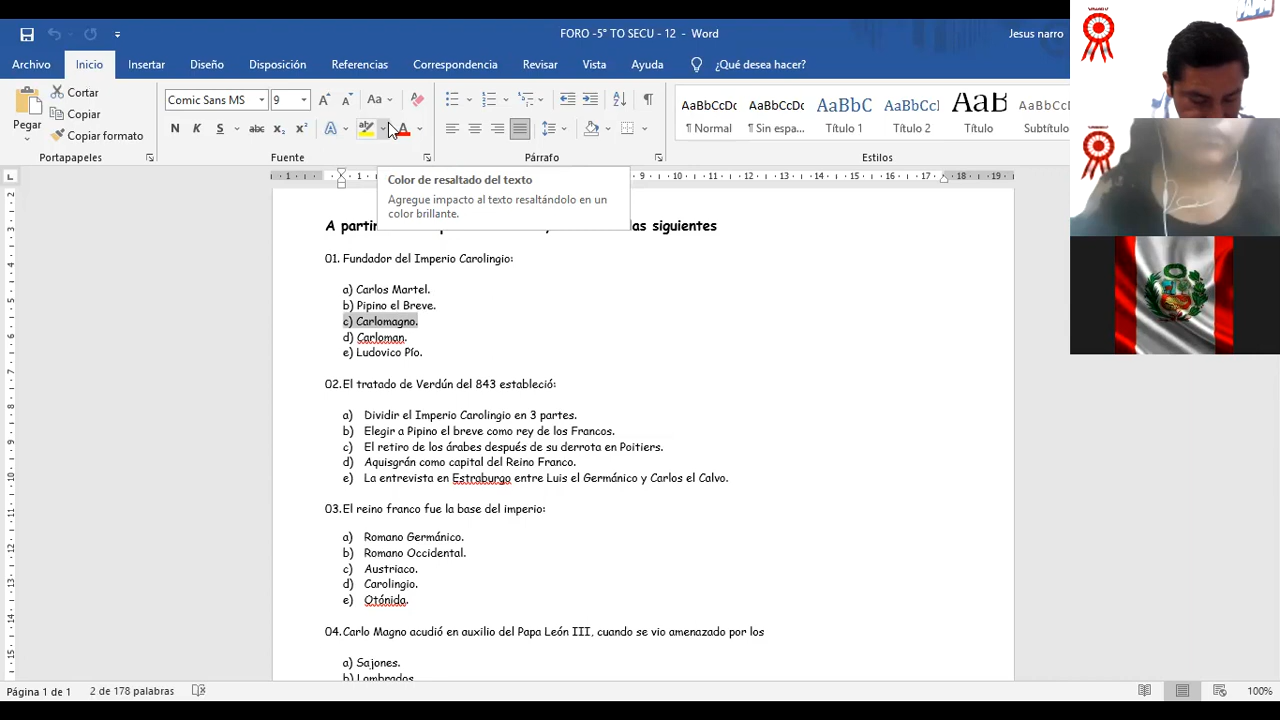 FORO -5° TO SECU - 12 - Word
Jesus narro
Archivo Inicio Insertar Diseño Disposición Referencias Correspondencia Revisar Vista Ayuda ¿Qué desea hacer?
Pegar
Cortar
Copiar
Copiar formato
Portapapeles
Comic Sans MS 9 Aa
N K S abc x₂ x² A A
Fuente
Párrafo
AaBbCcDc AaBbCcDc AaBbC AaBbCcC AaB AaBbCcD
¶ Normal ¶ Sin espa... Título 1 Título 2 Título Subtítulo
Estilos
Color de resaltado del texto
Agregue impacto al texto resaltándolo en un
color brillante.
A partir las siguientes
01. Fundador del Imperio Carolingio:
a) Carlos Martel.
b) Pipino el Breve.
c) Carlomagno.
d) Carloman.
e) Ludovico Pío.
02. El tratado de Verdún del 843 estableció:
a) Dividir el Imperio Carolingio en 3 partes.
b) Elegir a Pipino el breve como rey de los Francos.
c) El retiro de los árabes después de su derrota en Poitiers.
d) Aquisgrán como capital del Reino Franco.
e) La entrevista en Estraburgo entre Luis el Germánico y Carlos el Calvo.
03. El reino franco fue la base del imperio:
a) Romano Germánico.
b) Romano Occidental.
c) Austriaco.
d) Carolingio.
e) Otónida.
04. Carlo Magno acudió en auxilio del Papa León III, cuando se vio amenazado por los
a) Sajones.
b) Lombrados.
Página 1 de 1 2 de 178 palabras 100%